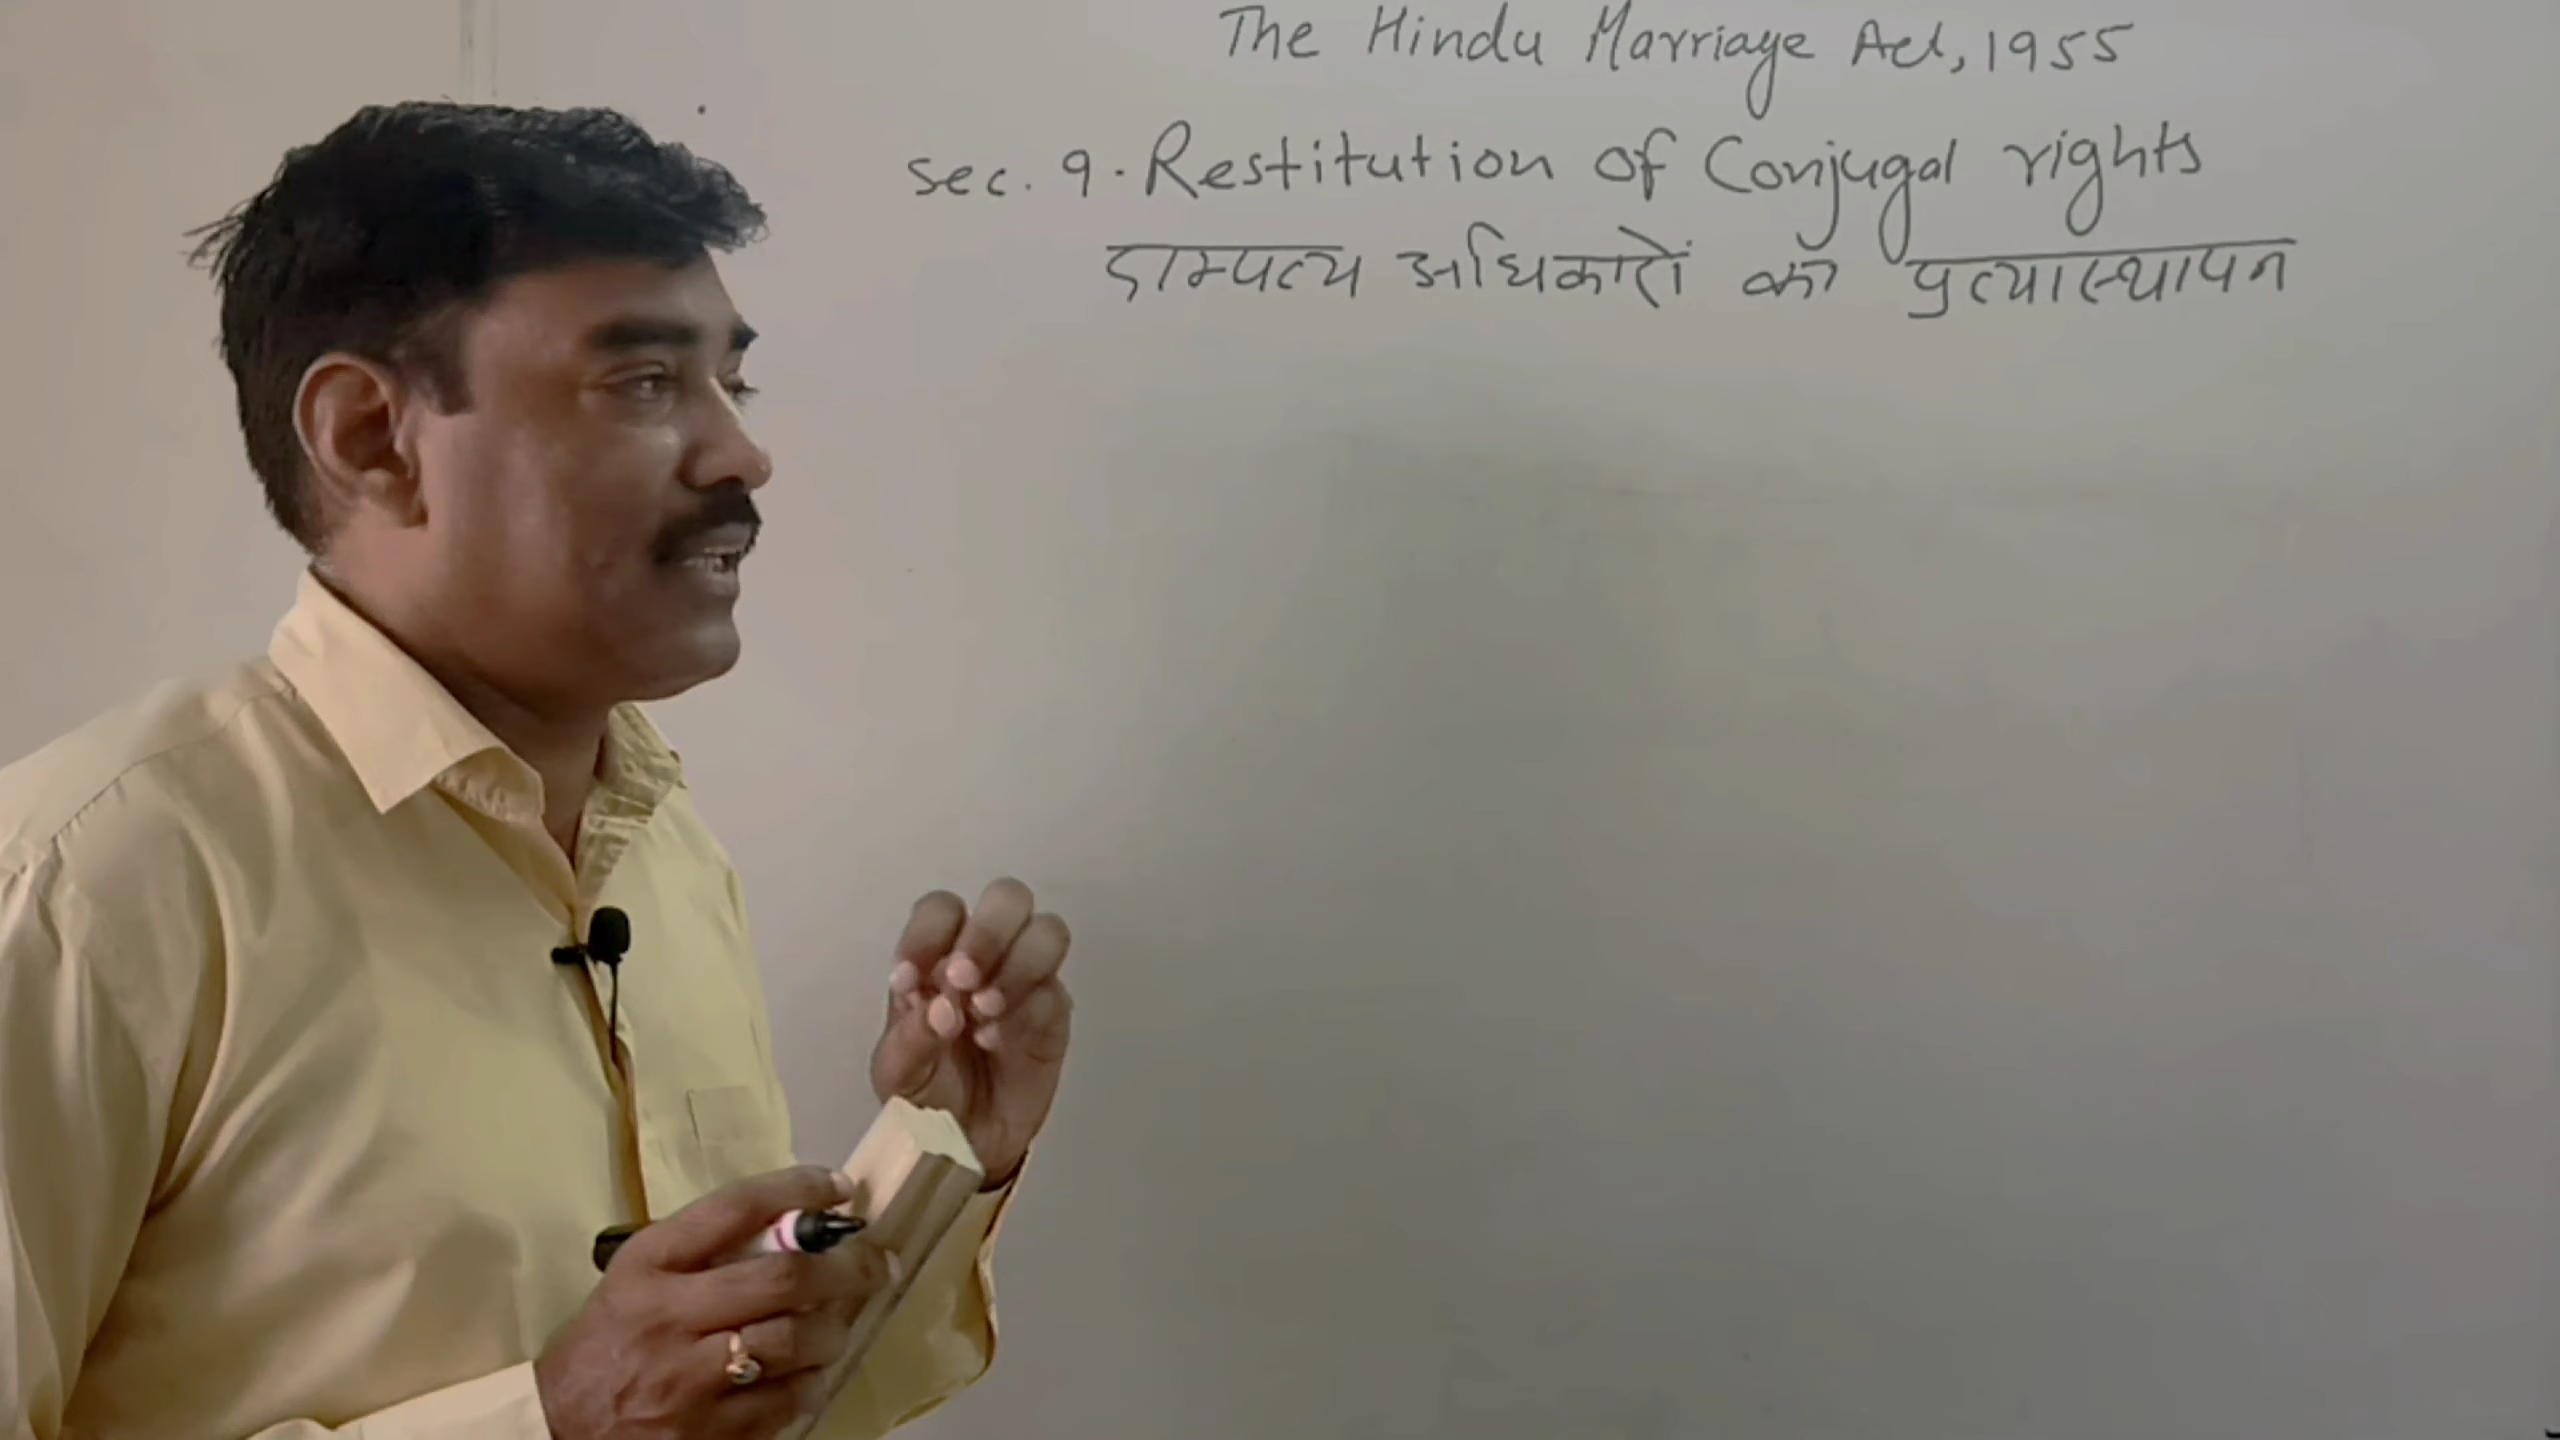 The Hindu Marriage Act, 1955
Sec. 9. Restitution of Conjugal rights
दाम्पत्य अधिकारों का प्रत्यास्थापन